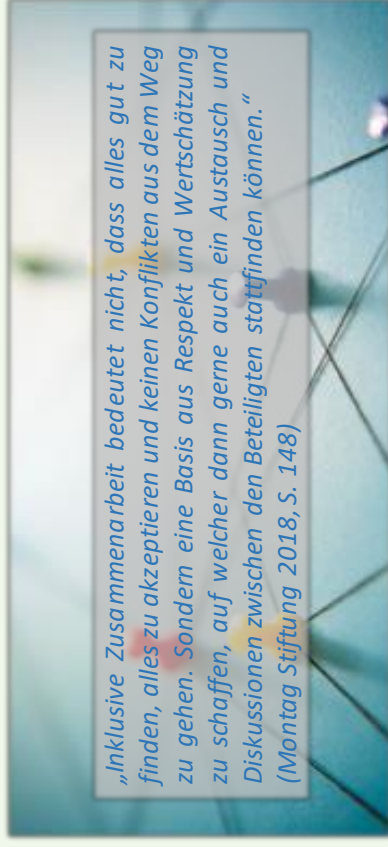 „Inklusive Zusammenarbeit bedeutet nicht, dass alles gut zu
finden, alles zu akzeptieren und keinen Konflikten aus dem Weg
zu gehen. Sondern eine Basis aus Respekt und Wertschätzung
zu schaffen, auf welcher dann gerne auch ein Austausch und
Diskussionen zwischen den Beteiligten stattfinden können.“
(Montag Stiftung 2018, S. 148)